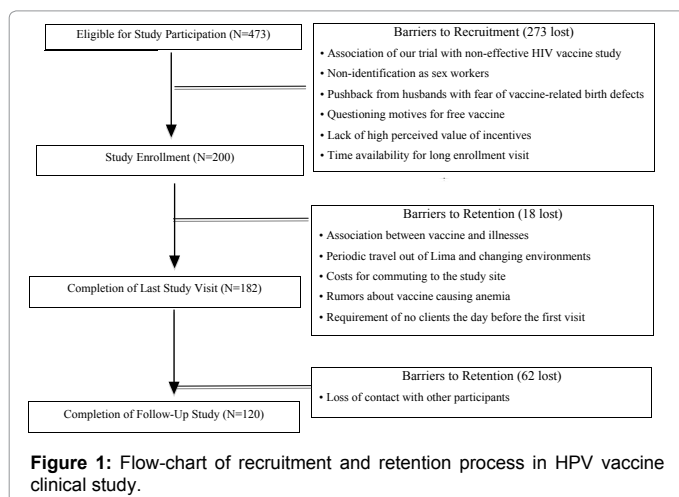 Eligible for Study Participation (N=473)
Barriers to Recruitment (273 lost)
• Association of our trial with non-effective HIV vaccine study
• Non-identification as sex workers
• Pushback from husbands with fear of vaccine-related birth defects
• Questioning motives for free vaccine
• Lack of high perceived value of incentives
• Time availability for long enrollment visit
Study Enrollment (N=200)
Barriers to Retention (18 lost)
• Association between vaccine and illnesses
• Periodic travel out of Lima and changing environments
• Costs for commuting to the study site
• Rumors about vaccine causing anemia
• Requirement of no clients the day before the first visit
Completion of Last Study Visit (N=182)
Barriers to Retention (62 lost)
• Loss of contact with other participants
Completion of Follow-Up Study (N=120)
Figure 1: Flow-chart of recruitment and retention process in HPV vaccine
clinical study.